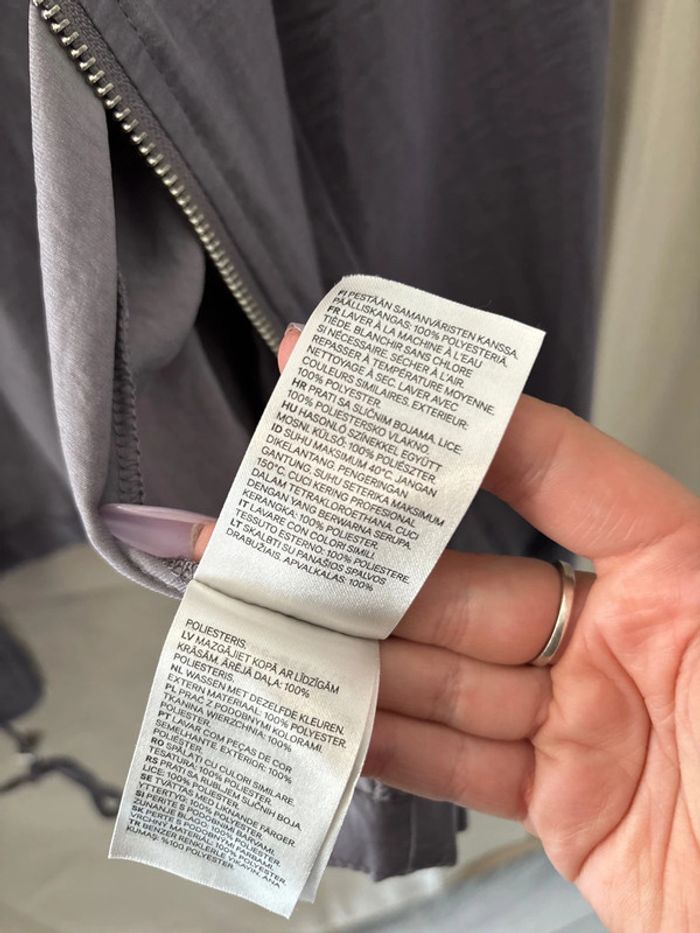 FI PESTÄÄN SAMANVÄRISTEN KANSSA.
PÄÄLLISKANGAS: 100% POLYESTERIÄ.
FR LAVER À LA MACHINE À L'EAU
TIÈDE. BLANCHIR SANS CHLORE
SI NÉCESSAIRE. SÉCHER À L'AIR.
REPASSER À TEMPÉRATURE MOYENNE.
NETTOYAGE À SEC. LAVER AVEC
COULEURS SIMILAIRES. EXTERIEUR:
100% POLYESTER.
HR PRATI SA SLIČNIM BOJAMA. LICE:
100% POLIESTERSKO VLAKNO.
HU HASONLÓ SZÍNEKKEL EGYÜTT
MOSNI. KÜLSŐ: 100% POLIÉSZTER.
ID SUHU MAKSIMUM 40°C. JANGAN
DIKELANTANG. PENGERINGAN
GANTUNG. SUHU SETERIKA MAKSIMUM
150°C. CUCI KERING PROFESIONAL
DALAM TETRAKLOROETHANA. CUCI
DENGAN YANG BERWARNA SERUPA.
KERANGKA: 100% POLIESTER.
IT LAVARE CON COLORI SIMILI.
TESSUTO ESTERNO: 100% POLIESTERE.
LT SKALBTI SU PANAŠIOS SPALVOS
DRABUŽIAIS. APVALKALAS: 100%
POLIESTERIS.
LV MAZGĀJIET KOPĀ AR LĪDZĪGĀM
KRĀSĀM. ĀRĒJĀ DAĻA: 100%
POLIESTERIS.
NL WASSEN MET DEZELFDE KLEUREN.
EXTERN MATERIAAL: 100% POLYESTER.
PL PRAĆ Z PODOBNYMI KOLORAMI.
TKANINA WIERZCHNIA: 100%
POLIESTER.
PT LAVAR COM PEÇAS DE COR
SEMELHANTE. EXTERIOR: 100%
POLIÉSTER.
RO SPĂLAȚI CU CULORI SIMILARE.
TESATURA: 100% POLIESTER.
RS PRATI SA RUBLJEM SLIČNIH BOJA.
LICE: 100% POLIESTER.
SE TVÄTTAS MED LIKNANDE FÄRGER.
YTTERTYG: 100% POLYESTER.
SI PERITE S PODOBNIMI BARVAMI.
ZUNANJE BLAGO: 100% POLIESTER.
SK PERTE S PODOBNÝMI FARBAMI.
VRCHNÝ MATERIÁL: 100% POLYESTER.
TR BENZER RENKLERLE YIKAYIN. ANA
KUMAŞ: %100 POLYESTER.